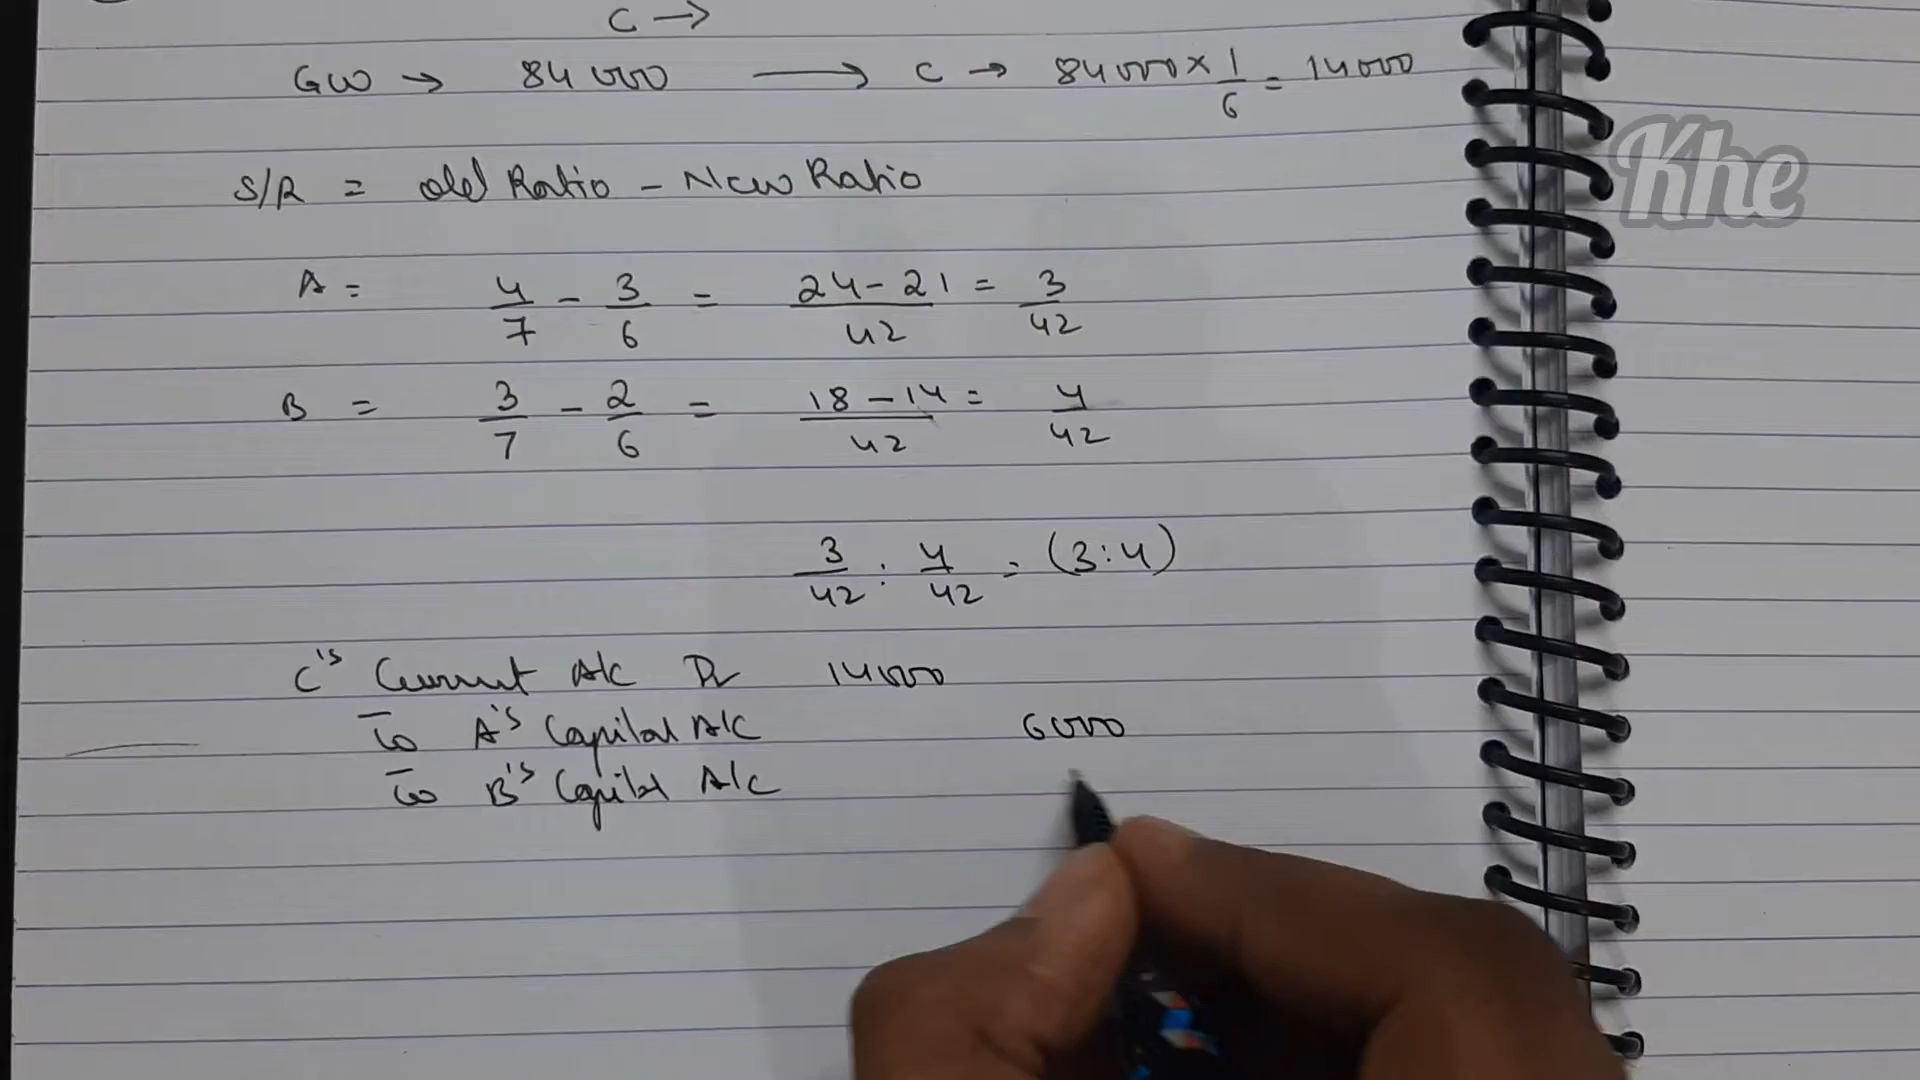 C →
GW → 84000 → C → 84000 × 1/6 = 14000
Khe
S/R = Old Ratio - New Ratio
A = 4/7 - 3/6 = 24 - 21/42 = 3/42
B = 3/7 - 2/6 = 18 - 14/42 = 4/42
3/42 : 4/42 = (3:4)
C's Current A/C Dr 14000
To A's Capital A/C 6000
To B's Capital A/C